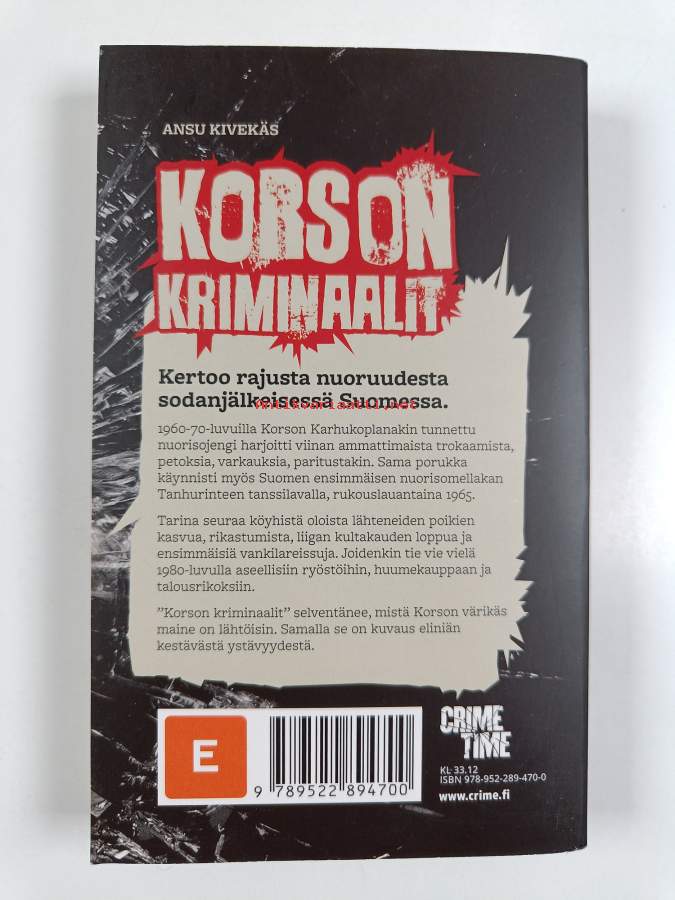 ANSU KIVEKÄS
KORSON
KRIMINAALIT
Kertoo rajusta nuoruudesta
sodanjälkeisessä Suomessa.
Antikvariaatti.net
1960-70-luvuilla Korson Karhukoplanakin tunnettu
nuorisojengi harjoitti viinan ammattimaista trokaamista,
petoksia, varkauksia, paritustakin. Sama porukka
käynnisti myös Suomen ensimmäisen nuorisomellakan
Tanhurinteen tanssilavalla, rukouslauantaina 1965.
Tarina seuraa köyhistä oloista lähteneiden poikien
kasvua, rikastumista, liigan kultakauden loppua ja
ensimmäisiä vankilareissuja. Joidenkin tie vie vielä
1980-luvulla aseellisiin ryöstöihin, huumekauppaan ja
talousrikoksiin.
”Korson kriminaalit” selventänee, mistä Korson värikäs
maine on lähtöisin. Samalla se on kuvaus eliniän
kestävästä ystävyydestä.
E
9 789522 894700
CRIME
TIME
KL 33.12
ISBN 978-952-289-470-0
www.crime.fi